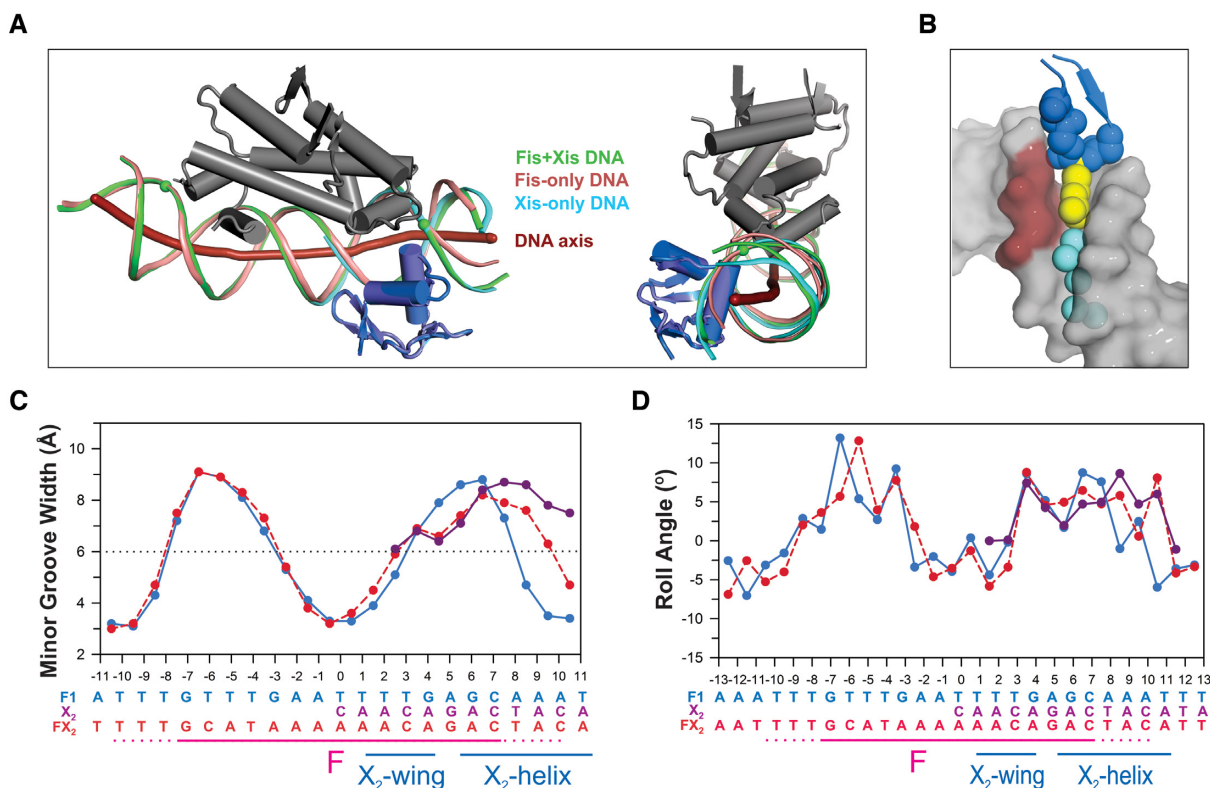 A
B
Fis+Xis DNA
Fis-only DNA
Xis-only DNA
DNA axis
C
Minor Groove Width (Å)
10
8
6
4
2
-11 -10 -9 -8 -7 -6 -5 -4 -3 -2 -1 0 1 2 3 4 5 6 7 8 9 10 11
F1 A T T T G T T T G A A T T T T G A G C A A A T
X₂ C A A C A G A C T A C A
FX₂ T T T T G C A T A A A A A A C A G A C T A C A
F
X₂-wing
X₂-helix
D
Roll Angle (º)
15
10
5
0
-5
-10
-15
-13 -12 -11 -10 -9 -8 -7 -6 -5 -4 -3 -2 -1 0 1 2 3 4 5 6 7 8 9 10 11 12 13
F1 A A A T T T G T T T G A A T T T T G A G C A A A T T T
X₂ C A A C A G A C T A C A T A
FX₂ A A T T T T G C A T A A A A A A C A G A C T A C A T T
F
X₂-wing
X₂-helix